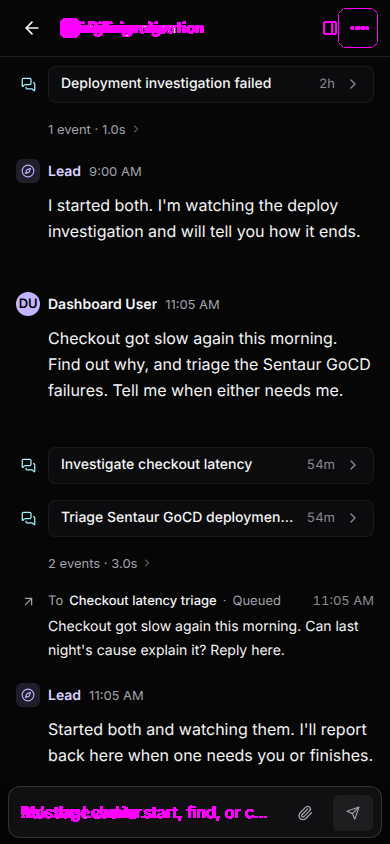 Deployment investigation failed 2h
1 event · 1.0s
Lead 9:00 AM
I started both. I'm watching the deploy
investigation and will tell you how it ends.
DU Dashboard User 11:05 AM
Checkout got slow again this morning.
Find out why, and triage the Sentaur GoCD
failures. Tell me when either needs me.
Investigate checkout latency 54m
Triage Sentaur GoCD deploymen... 54m
2 events · 3.0s
To Checkout latency triage · Queued 11:05 AM
Checkout got slow again this morning. Can last
night's cause explain it? Reply here.
Lead 11:05 AM
Started both and watching them. I'll report
back here when one needs you or finishes.
start, find, or c...